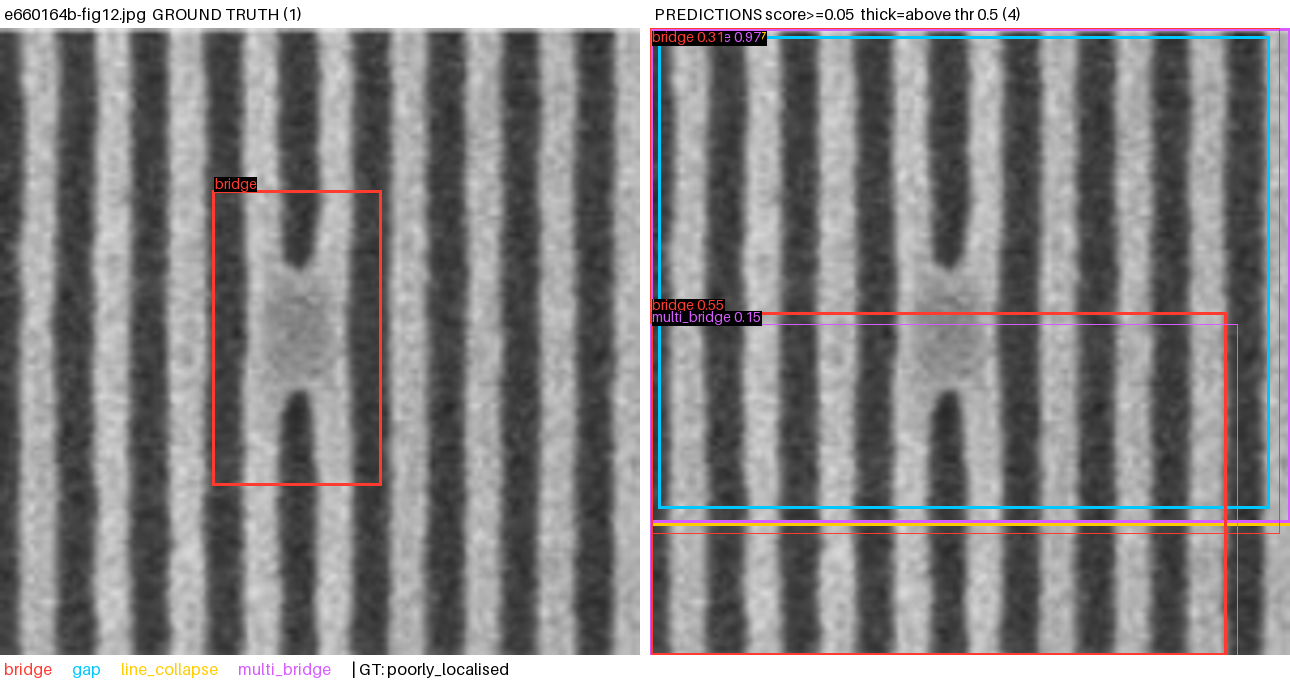 e660164b-fig12.jpg GROUND TRUTH (1)
PREDICTIONS score>=0.05 thick=above thr 0.5 (4)
bridge 0.31e 0.97
bridge
bridge 0.55
multi_bridge 0.15
bridge gap line_collapse multi_bridge | GT: poorly_localised